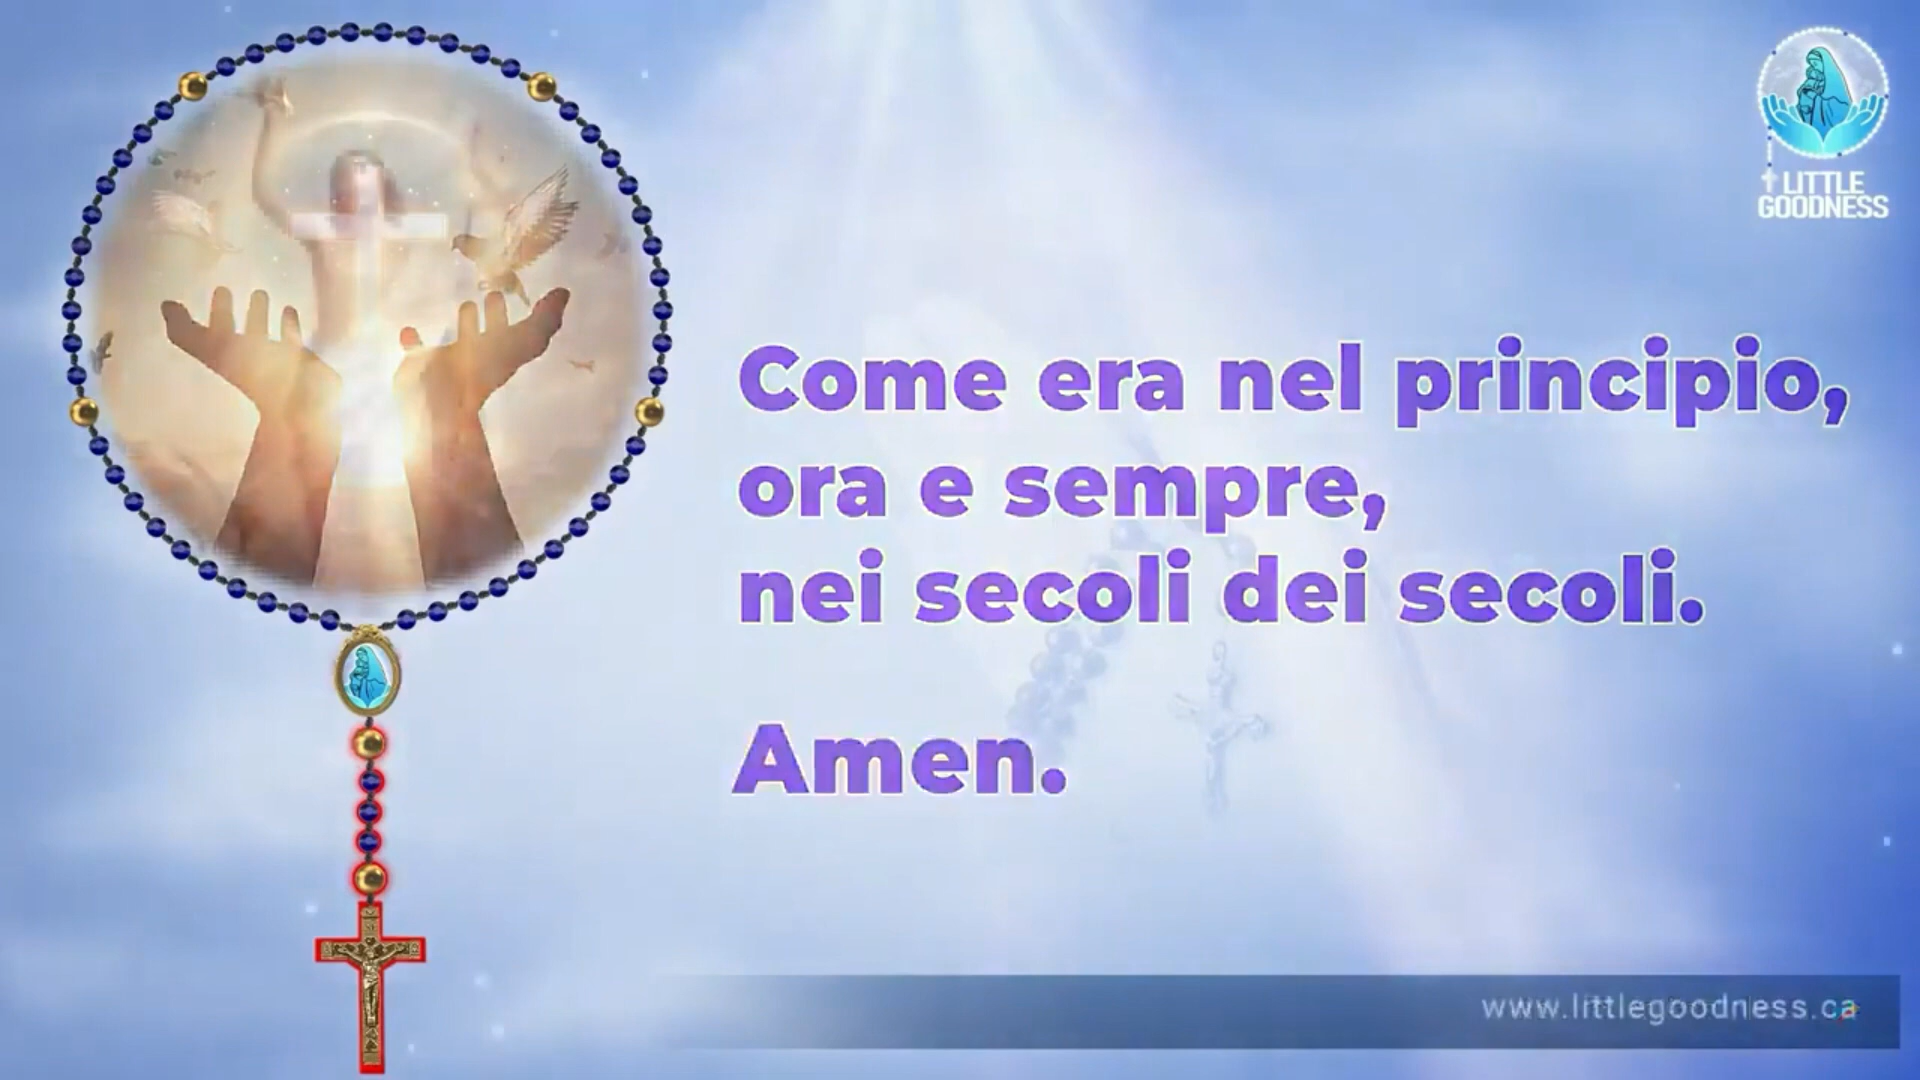 LITTLE
GOODNESS
Come era nel principio,
ora e sempre,
nei secoli dei secoli.
Amen.
www.littlegoodness.ca